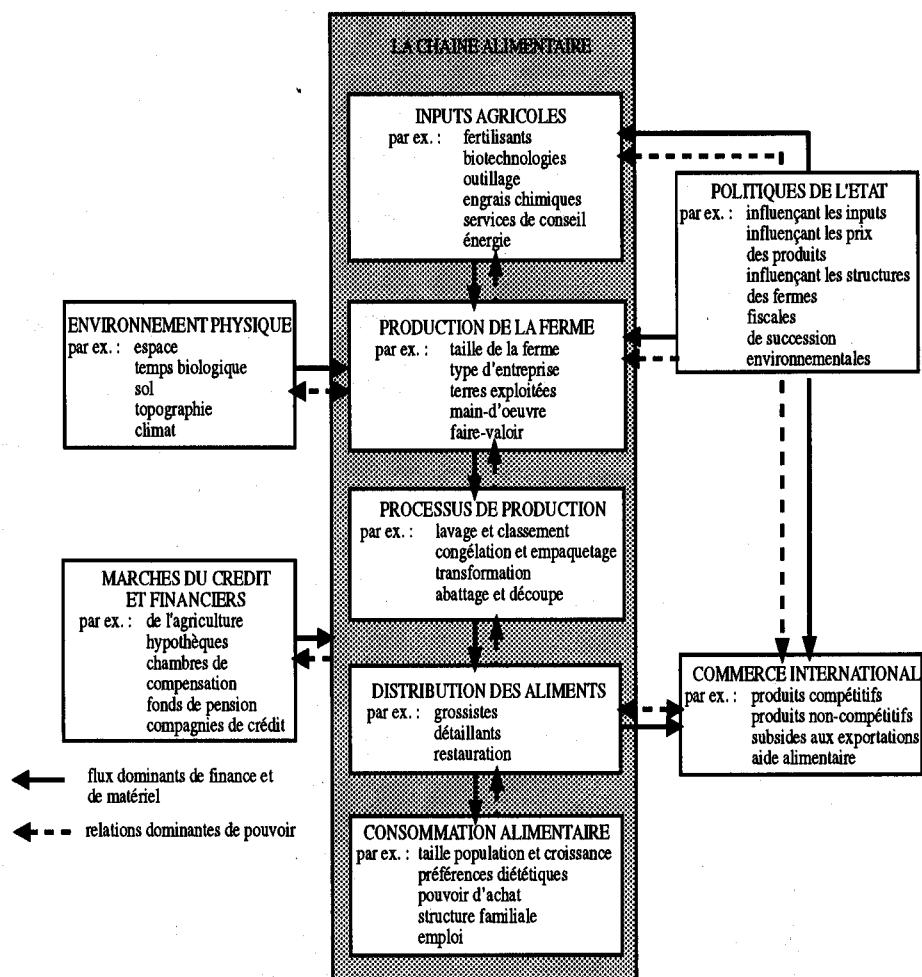 LA CHAINE ALIMENTAIRE
INPUTS AGRICOLES
par ex. : fertilisants
biotechnologies
outillage
engrais chimiques
services de conseil
énergie
POLITIQUES DE L'ETAT
par ex. : influençant les inputs
influençant les prix
des produits
influençant les structures
des fermes
fiscales
de succession
environnementales
ENVIRONNEMENT PHYSIQUE
par ex. : espace
temps biologique
sol
topographie
climat
PRODUCTION DE LA FERME
par ex. : taille de la ferme
type d'entreprise
terres exploitées
main-d'oeuvre
faire-valoir
PROCESSUS DE PRODUCTION
par ex. : lavage et classement
congélation et empaquetage
transformation
abattage et découpe
MARCHES DU CREDIT
ET FINANCIERS
par ex. : de l'agriculture
hypothèques
chambres de
compensation
fonds de pension
compagnies de crédit
DISTRIBUTION DES ALIMENTS
par ex. : grossistes
détaillants
restauration
COMMERCE INTERNATIONAL
par ex. : produits compétitifs
produits non-compétitifs
subsides aux exportations
aide alimentaire
flux dominants de finance et
de matériel
relations dominantes de pouvoir
CONSOMMATION ALIMENTAIRE
par ex. : taille population et croissance
préférences diététiques
pouvoir d'achat
structure familiale
emploi